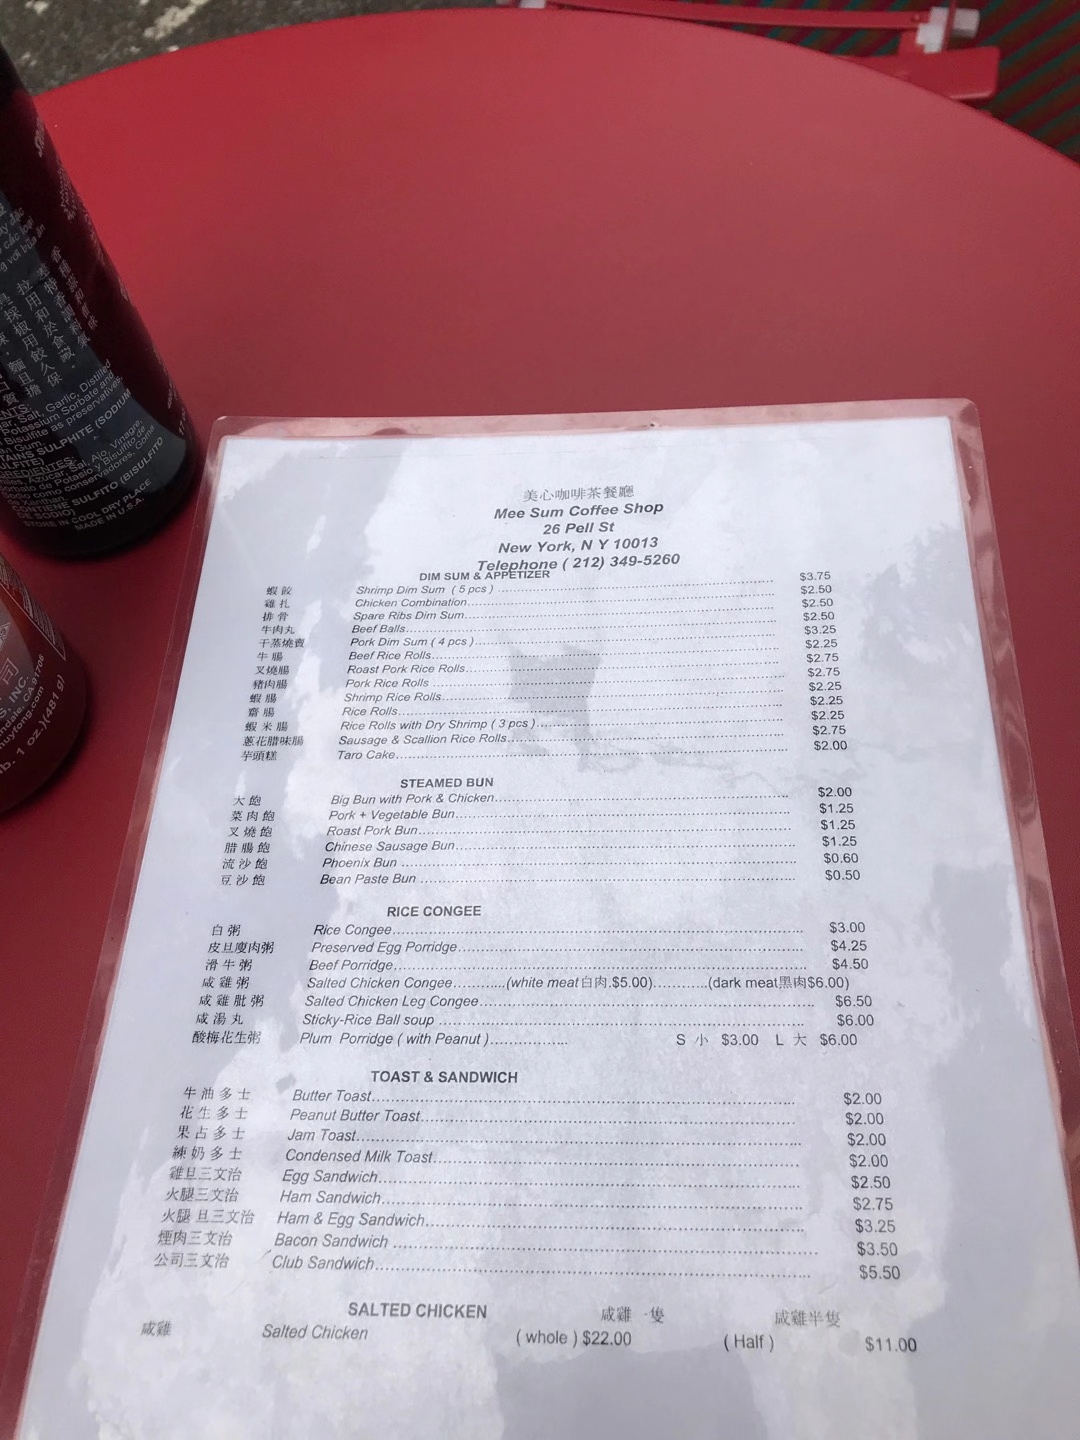 CONTAINS SULPHITE (SODIUM
CONTIENE SULFITO (BISULFITO
DE SODIO)
STORE IN COOL DRY PLACE
MADE IN U.S.A.
美心咖啡茶餐廳
Mee Sum Coffee Shop
26 Pell St
New York, N Y 10013
Telephone ( 212) 349-5260
DIM SUM & APPETIZER
蝦餃 Shrimp Dim Sum ( 5 pcs ) $3.75
雞扎 Chicken Combination $2.50
排骨 Spare Ribs Dim Sum $2.50
牛肉丸 Beef Balls $2.50
干蒸燒賣 Pork Dim Sum ( 4 pcs ) $3.25
牛腸 Beef Rice Rolls $2.25
叉燒腸 Roast Pork Rice Rolls $2.75
豬肉腸 Pork Rice Rolls $2.75
蝦腸 Shrimp Rice Rolls $2.25
齋腸 Rice Rolls $2.25
蝦米腸 Rice Rolls with Dry Shrimp ( 3 pcs ) $2.25
蔥花腊味腸 Sausage & Scallion Rice Rolls $2.75
芋頭糕 Taro Cake $2.00
STEAMED BUN
大飽 Big Bun with Pork & Chicken $2.00
菜肉飽 Pork + Vegetable Bun $1.25
叉燒飽 Roast Pork Bun $1.25
腊腸飽 Chinese Sausage Bun $1.25
流沙飽 Phoenix Bun $0.60
豆沙飽 Bean Paste Bun $0.50
RICE CONGEE
白粥 Rice Congee $3.00
皮旦廋肉粥 Preserved Egg Porridge $4.25
滑牛粥 Beef Porridge $4.50
咸雞粥 Salted Chicken Congee (white meat白肉.$5.00) (dark meat黑肉$6.00)
咸雞肶粥 Salted Chicken Leg Congee $6.50
咸湯丸 Sticky-Rice Ball soup $6.00
酸梅花生粥 Plum Porridge ( with Peanut ) S 小 $3.00 L 大 $6.00
TOAST & SANDWICH
牛油多士 Butter Toast $2.00
花生多士 Peanut Butter Toast $2.00
果占多士 Jam Toast $2.00
練奶多士 Condensed Milk Toast $2.00
雞旦三文治 Egg Sandwich $2.50
火腿三文治 Ham Sandwich $2.75
火腿旦三文治 Ham & Egg Sandwich $3.25
煙肉三文治 Bacon Sandwich $3.50
公司三文治 Club Sandwich $5.50
SALTED CHICKEN 咸雞 隻 咸雞半隻
咸雞 Salted Chicken ( whole ) $22.00 ( Half ) $11.00